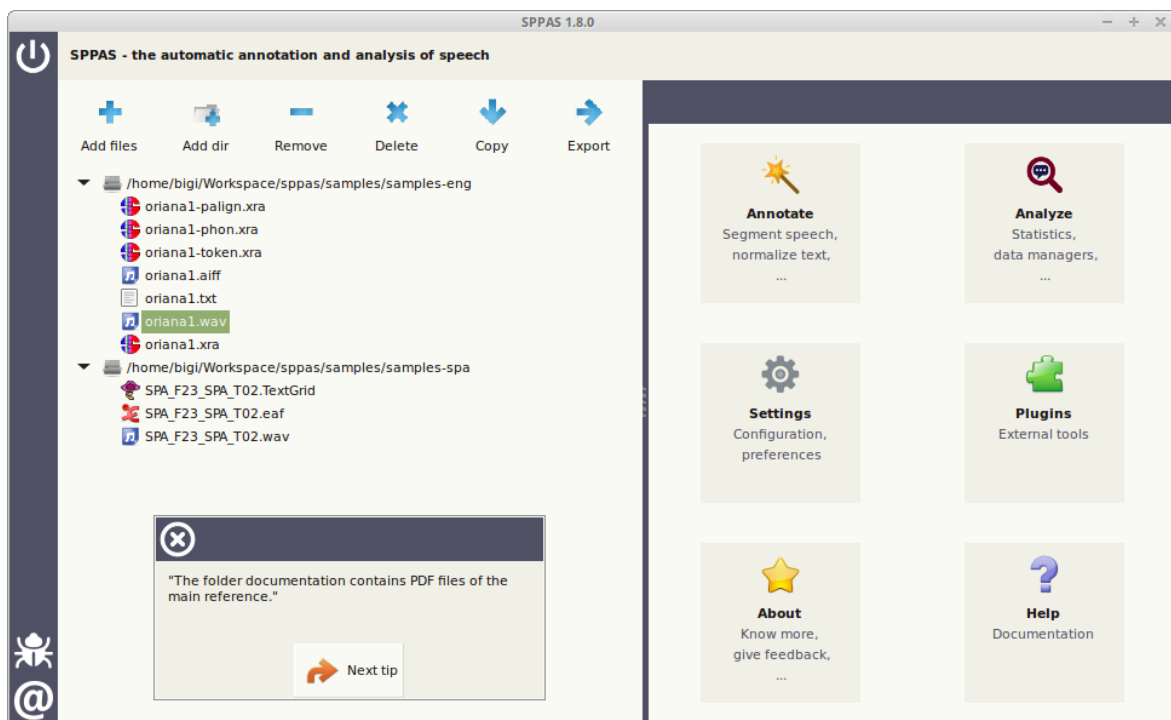 SPPAS 1.8.0
SPPAS - the automatic annotation and analysis of speech
Add files
Add dir
Remove
Delete
Copy
Export
/home/bigi/Workspace/sppas/samples/samples-eng
oriana1-palign.xra
oriana1-phon.xra
oriana1-token.xra
oriana1.aiff
oriana1.txt
oriana1.wav
oriana1.xra
/home/bigi/Workspace/sppas/samples/samples-spa
SPA_F23_SPA_T02.TextGrid
SPA_F23_SPA_T02.eaf
SPA_F23_SPA_T02.wav
"The folder documentation contains PDF files of the
main reference."
Next tip
@
Annotate
Segment speech,
normalize text,
...
Analyze
Statistics,
data managers,
...
Settings
Configuration,
preferences
Plugins
External tools
About
Know more,
give feedback,
...
Help
Documentation